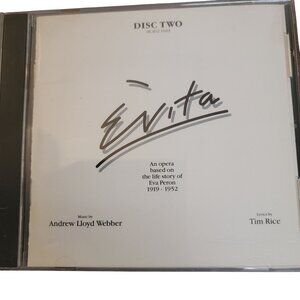 DISC TWO
Evita
An opera
based on
the life story of
Eva Peron
1919 - 1952
Music by
Andrew Lloyd Webber
Lyrics by
Tim Rice